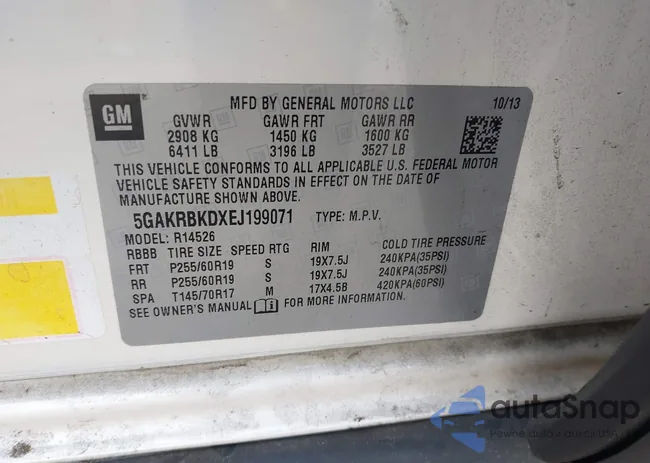 GM
MFD BY GENERAL MOTORS LLC 10/13
GVWR GAWR FRT GAWR RR
2908 KG 1450 KG 1600 KG
6411 LB 3196 LB 3527 LB
THIS VEHICLE CONFORMS TO ALL APPLICABLE U.S. FEDERAL MOTOR
VEHICLE SAFETY STANDARDS IN EFFECT ON THE DATE OF
MANUFACTURE SHOWN ABOVE.
5GAKRBKDXEJ199071 TYPE: M.P.V.
MODEL: R14526
RBBB TIRE SIZE SPEED RTG RIM COLD TIRE PRESSURE
FRT P255/60R19 S 19X7.5J 240KPA(35PSI)
RR P255/60R19 S 19X7.5J 240KPA(35PSI)
SPA T145/70R17 M 17X4.5B 420KPA(60PSI)
SEE OWNER'S MANUAL FOR MORE INFORMATION.
autoSnap
Pewne auto z USA